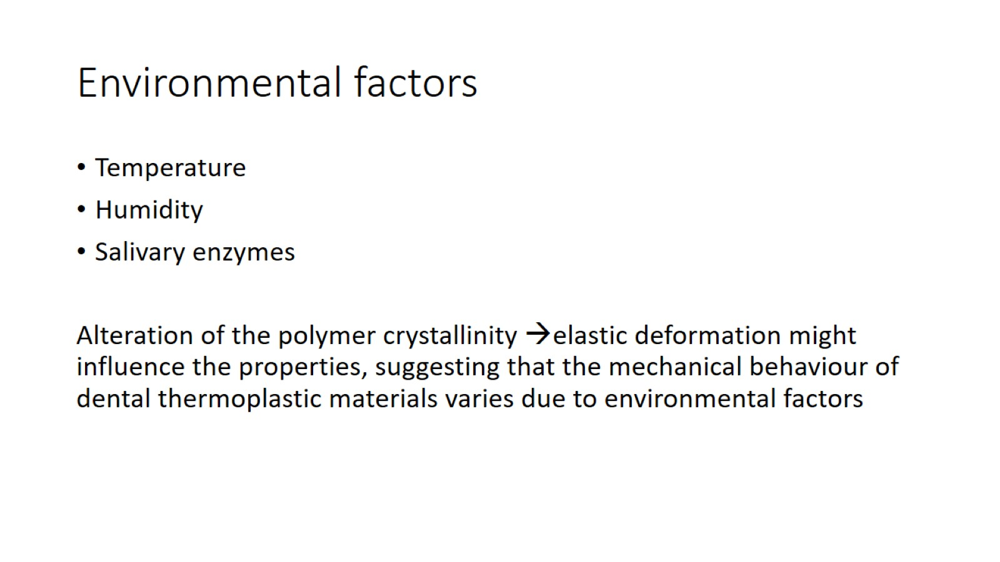 Environmental factors
• Temperature
• Humidity
• Salivary enzymes
Alteration of the polymer crystallinity →elastic deformation might
influence the properties, suggesting that the mechanical behaviour of
dental thermoplastic materials varies due to environmental factors